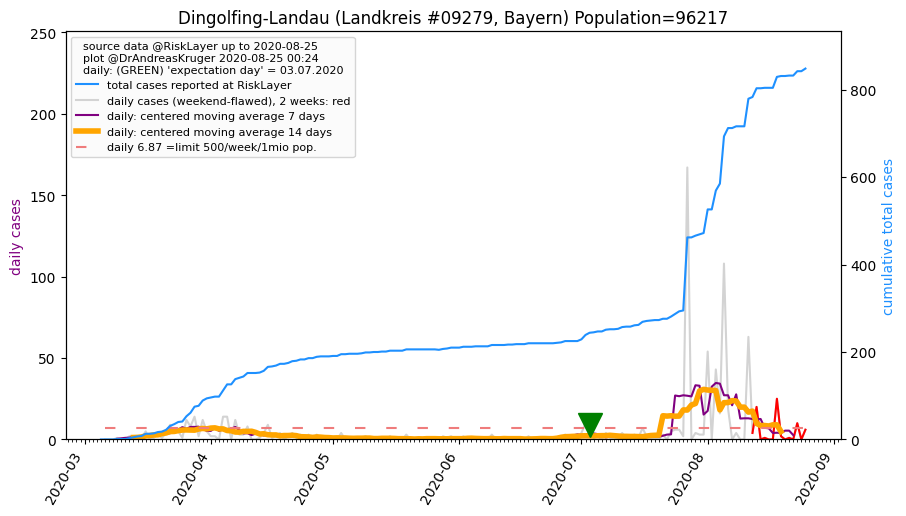 Dingolfing-Landau (Landkreis #09279, Bayern) Population=96217
source data @RiskLayer up to 2020-08-25
plot @DrAndreasKruger 2020-08-25 00:24
daily: (GREEN) 'expectation day' = 03.07.2020
total cases reported at RiskLayer
daily cases (weekend-flawed), 2 weeks: red
daily: centered moving average 7 days
daily: centered moving average 14 days
daily 6.87 =limit 500/week/1mio pop.
daily cases
250
200
150
100
50
0
cumulative total cases
800
600
400
200
0
2020-03
2020-04
2020-05
2020-06
2020-07
2020-08
2020-09